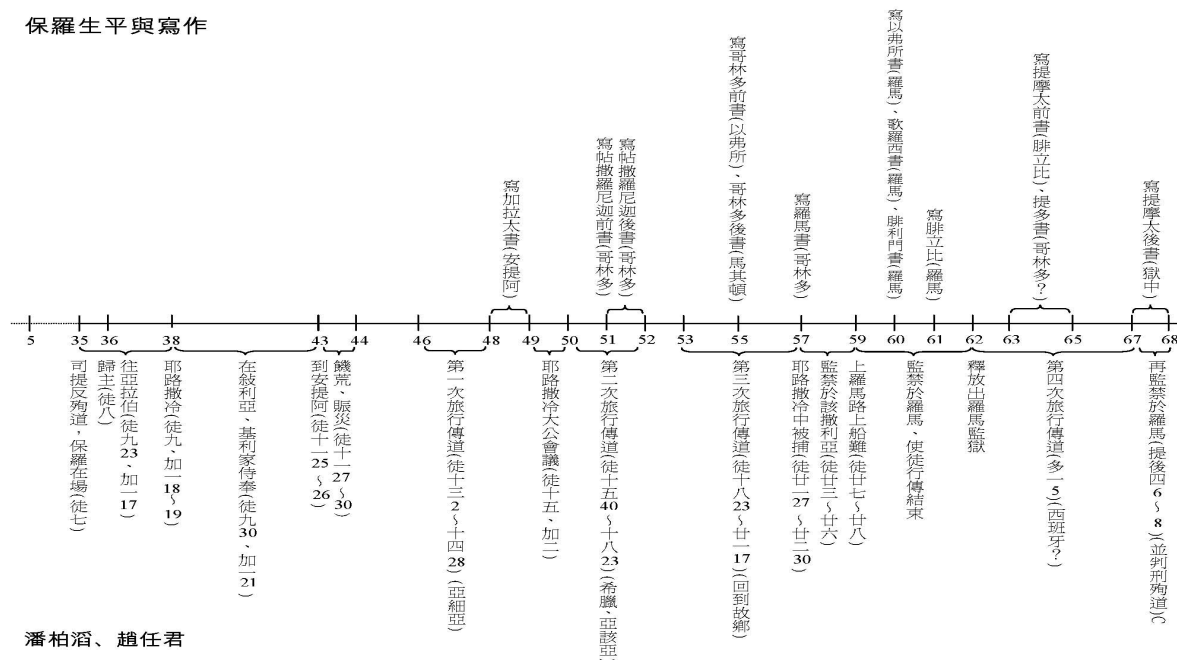 保羅生平與寫作
寫加拉太書(安提阿)
寫帖撒羅尼迦前書(哥林多)
寫帖撒羅尼迦後書(哥林多)
寫哥林多前書(以弗所)、哥林多後書(馬其頓)
寫羅馬書(哥林多)
寫以弗所書(羅馬)、歌羅西書(羅馬)、腓利門書(羅馬)
寫腓立比(羅馬)
寫提摩太前書(腓立比)、提多書(哥林多?)
寫提摩太後書(獄中)
5 35 36 38 43 44 46 48 49 50 51 52 53 55 57 59 60 61 62 63 65 67 68
司提反殉道，保羅在場(徒七)
歸主(徒八)
往亞拉伯(徒九23、加一17)
耶路撒冷(徒九、加一18～19)
在敍利亞、基利家侍奉(徒九30、加一21)
到安提阿(徒十一25～26)
饑荒、賑災(徒十一27～30)
第一次旅行傳道(徒十三2～十四28)(亞細亞)
耶路撒冷大公會議(徒十五、加二)
第二次旅行傳道(徒十五40～十八23)(希臘、亞該亞
第三次旅行傳道(徒十八23～廿一17)(回到故鄉)
耶路撒冷中被捕(徒廿一27～廿二30)
監禁於該撒利亞(徒廿三～廿六)
上羅馬路上船難(徒廿七～廿八)
監禁於羅馬、使徒行傳結束
釋放出羅馬監獄
第四次旅行傳道(多一5)(西班牙?)
再監禁於羅馬(提後四6～8)(並判刑殉道)C
潘柏滔、趙任君